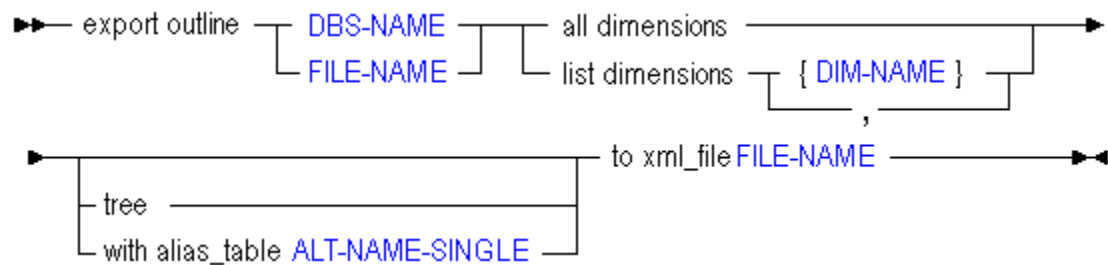 export outline DBS-NAME all dimensions
FILE-NAME list dimensions { DIM-NAME }
,
to xml_file FILE-NAME
tree
with alias_table ALT-NAME-SINGLE